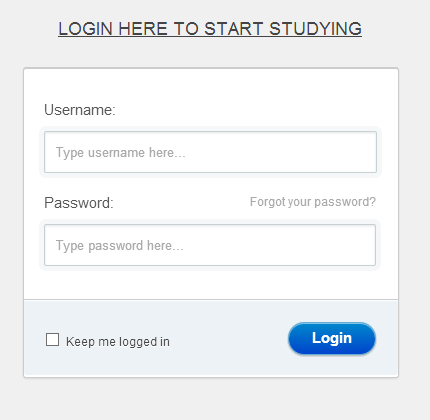 LOGIN HERE TO START STUDYING
Username:
Type username here...
Password: Forgot your password?
Type password here...
Keep me logged in Login